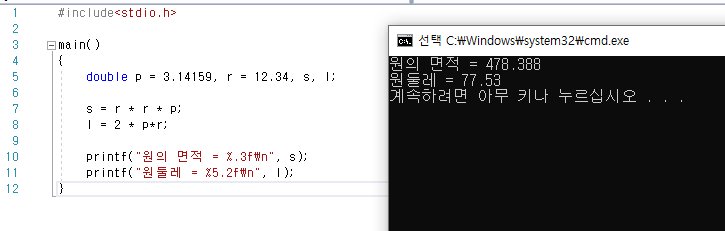 1 #include<stdio.h>
2
3 main()
4 {
5 double p = 3.14159, r = 12.34, s, l;
6
7 s = r * r * p;
8 l = 2 * p*r;
9
10 printf("원의 면적 = %.3f₩n", s);
11 printf("원둘레 = %5.2f₩n", l);
12 }
선택 C:₩Windows₩system32₩cmd.exe
원의 면적 = 478.388
원둘레 = 77.53
계속하려면 아무 키나 누르십시오 . . .